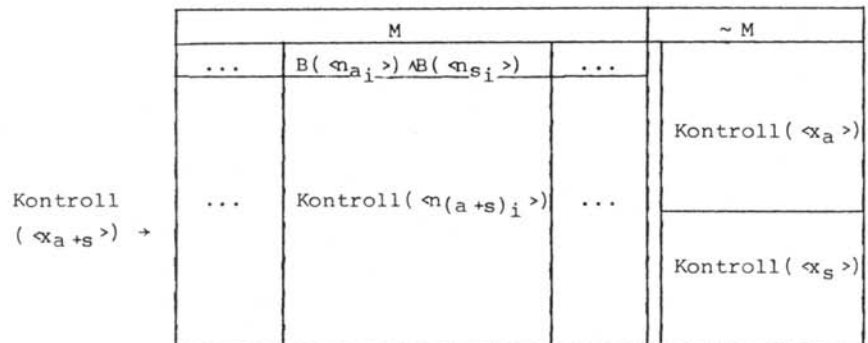 M ~ M
... B(<n_{a_i}>) ∧B(<n_{s_i}>) ...
Kontroll(<x_a>)
Kontroll
(<x_{a+s}>) →
... Kontroll(<n_{(a+s)_i}>) ...
Kontroll(<x_s>)